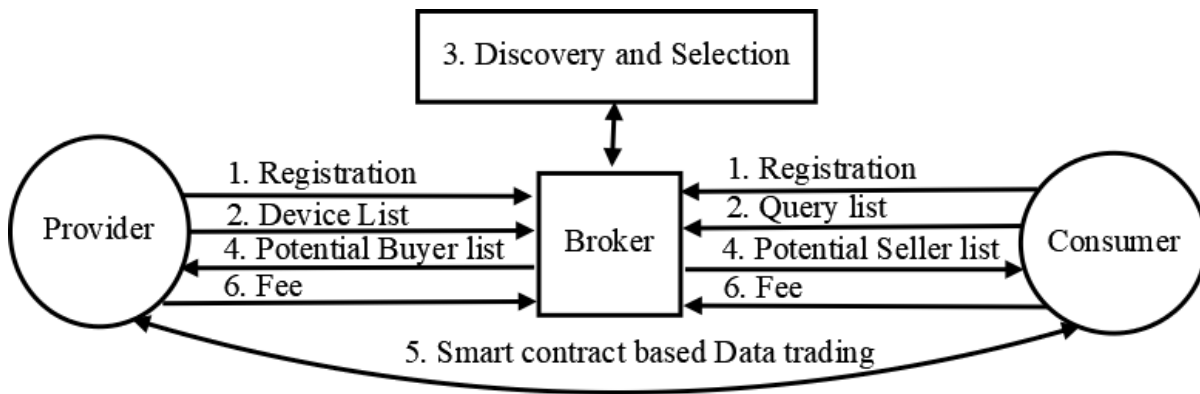 3. Discovery and Selection
1. Registration
1. Registration
2. Device List
2. Query list
Provider
Broker
Consumer
4. Potential Buyer list
4. Potential Seller list
6. Fee
6. Fee
5. Smart contract based Data trading